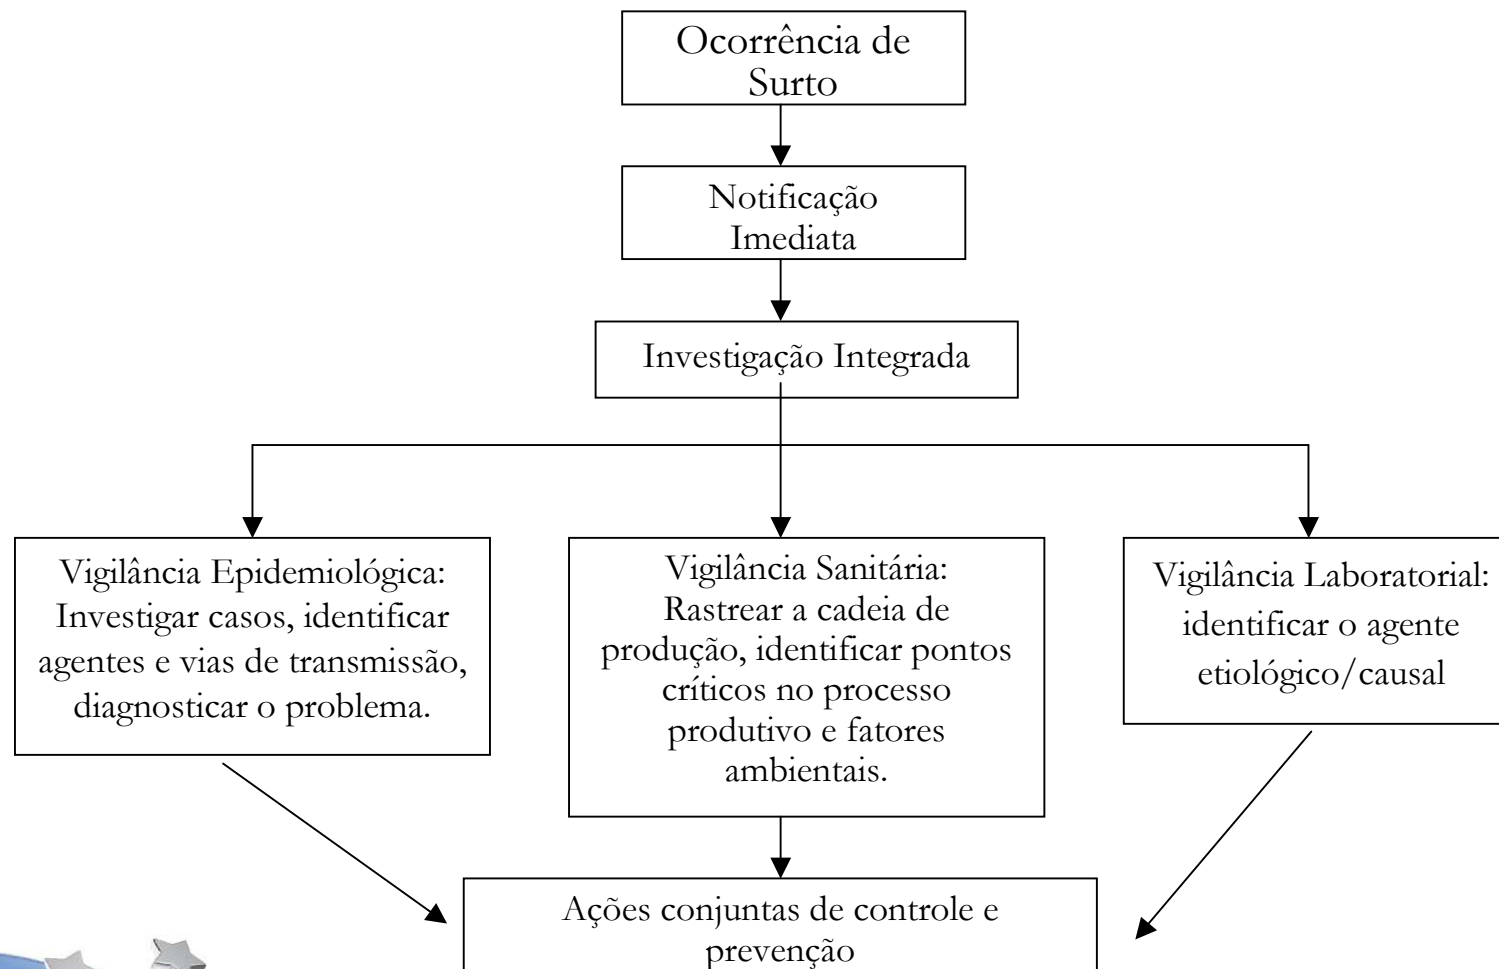 Ocorrência de
Surto
Notificação
Imediata
Investigação Integrada
Vigilância Epidemiológica:
Investigar casos, identificar
agentes e vias de transmissão,
diagnosticar o problema.
Vigilância Sanitária:
Rastrear a cadeia de
produção, identificar pontos
críticos no processo
produtivo e fatores
ambientais.
Vigilância Laboratorial:
identificar o agente
etiológico/causal
Ações conjuntas de controle e
prevenção